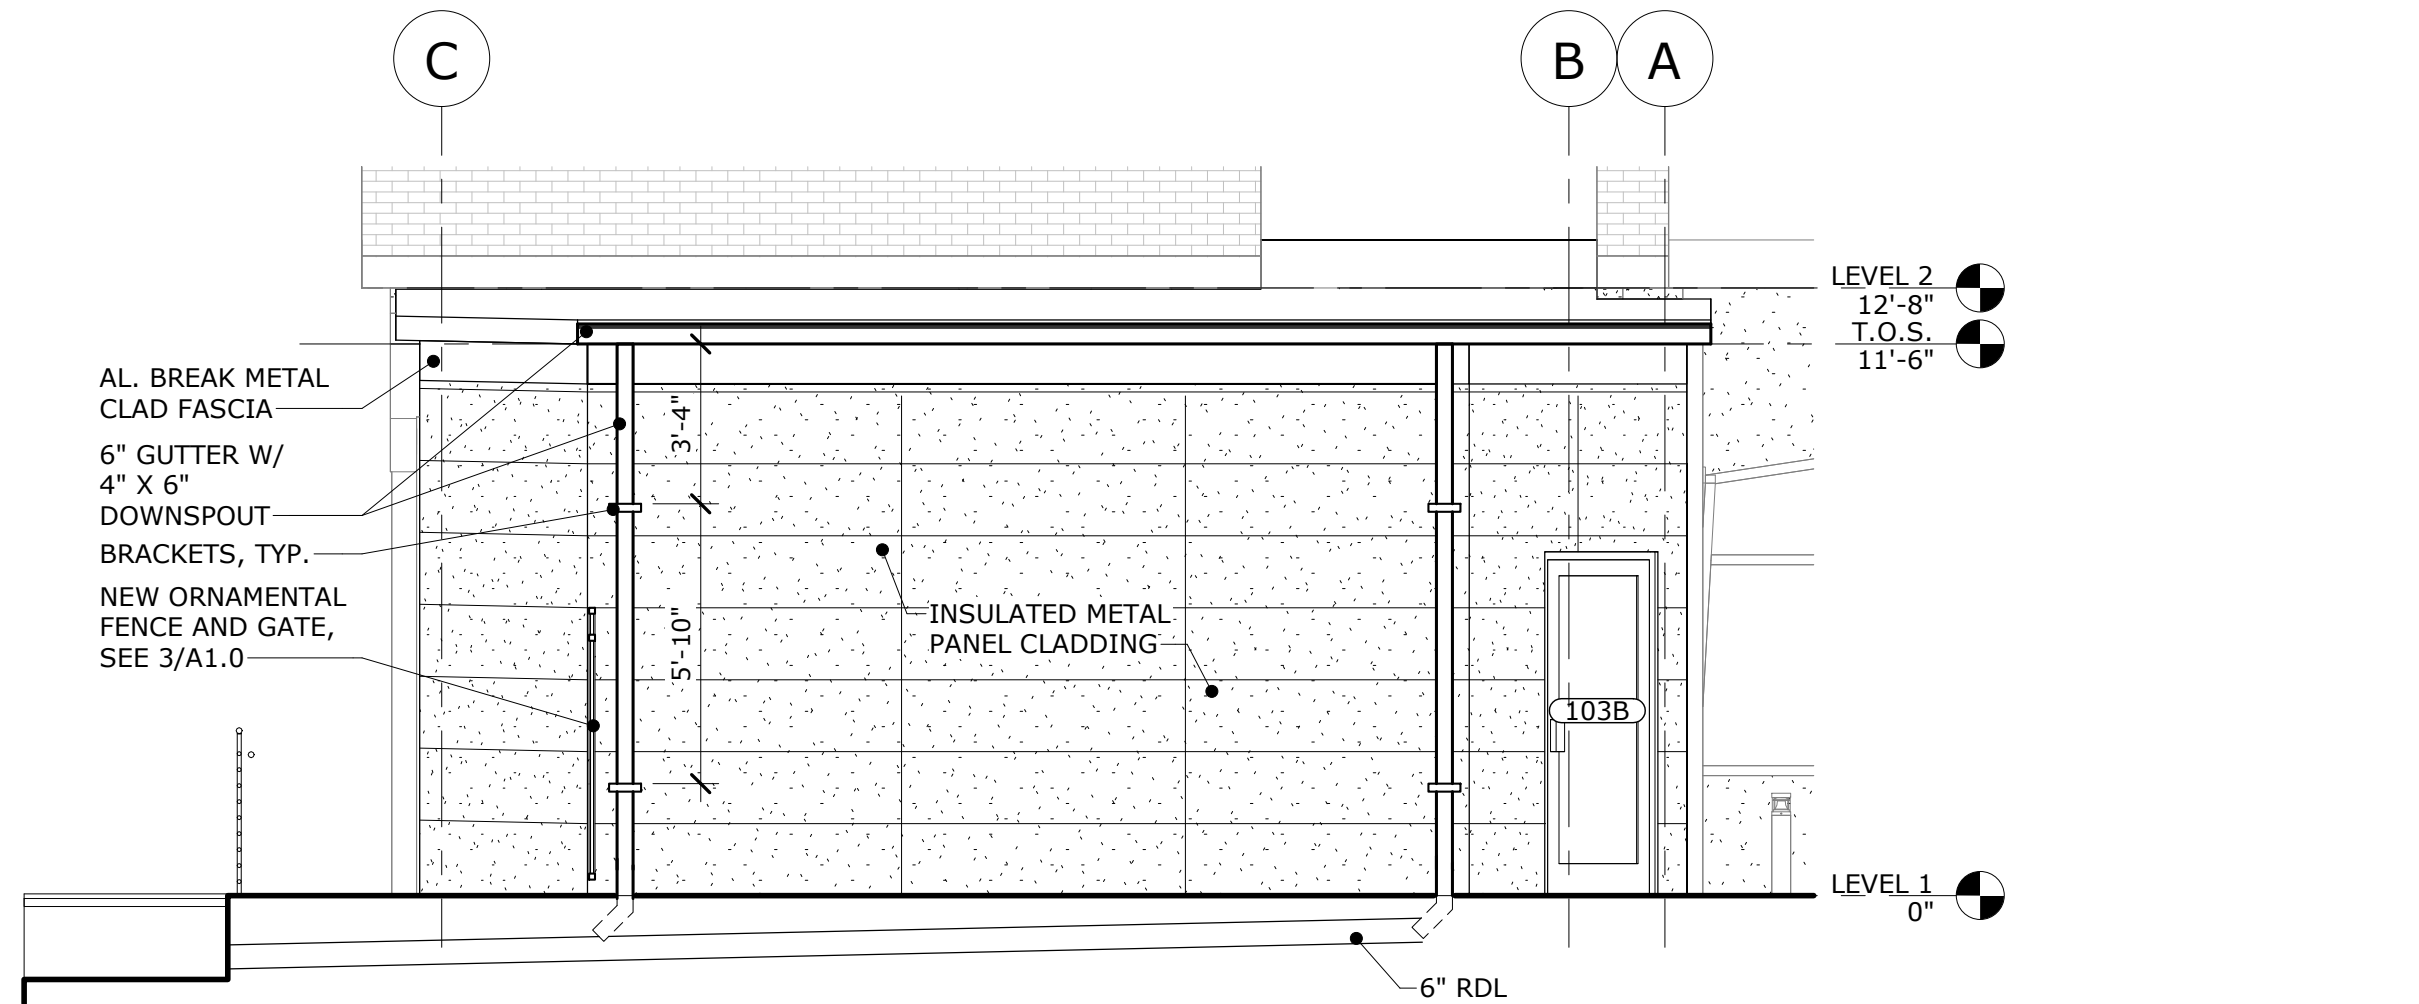 C
B
A
LEVEL 2
12'-8"
T.O.S.
11'-6"
AL. BREAK METAL
CLAD FASCIA
6" GUTTER W/
4" X 6"
DOWNSPOUT
BRACKETS, TYP.
NEW ORNAMENTAL
FENCE AND GATE,
SEE 3/A1.0
3'-4"
5'-10"
INSULATED METAL
PANEL CLADDING
103B
LEVEL 1
0"
6" RDL